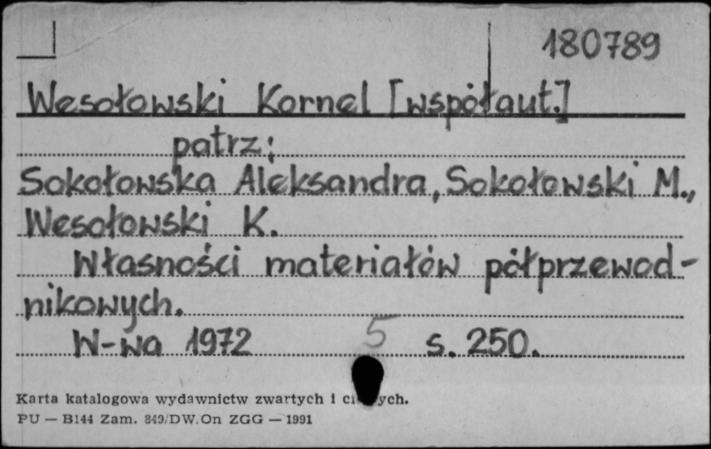 180789
Wesołowski Kornel [współaut.]
patrz:
Sokołowska Aleksandra, Sokołowski M.,
Wesołowski K.
Własności materiałów półprzewod-
nikowych.
W-wa 1972 5 s. 250.
Karta katalogowa wydawnictw zwartych i ych.
PU — B144 Zam. 849/DW.On ZGG — 1991